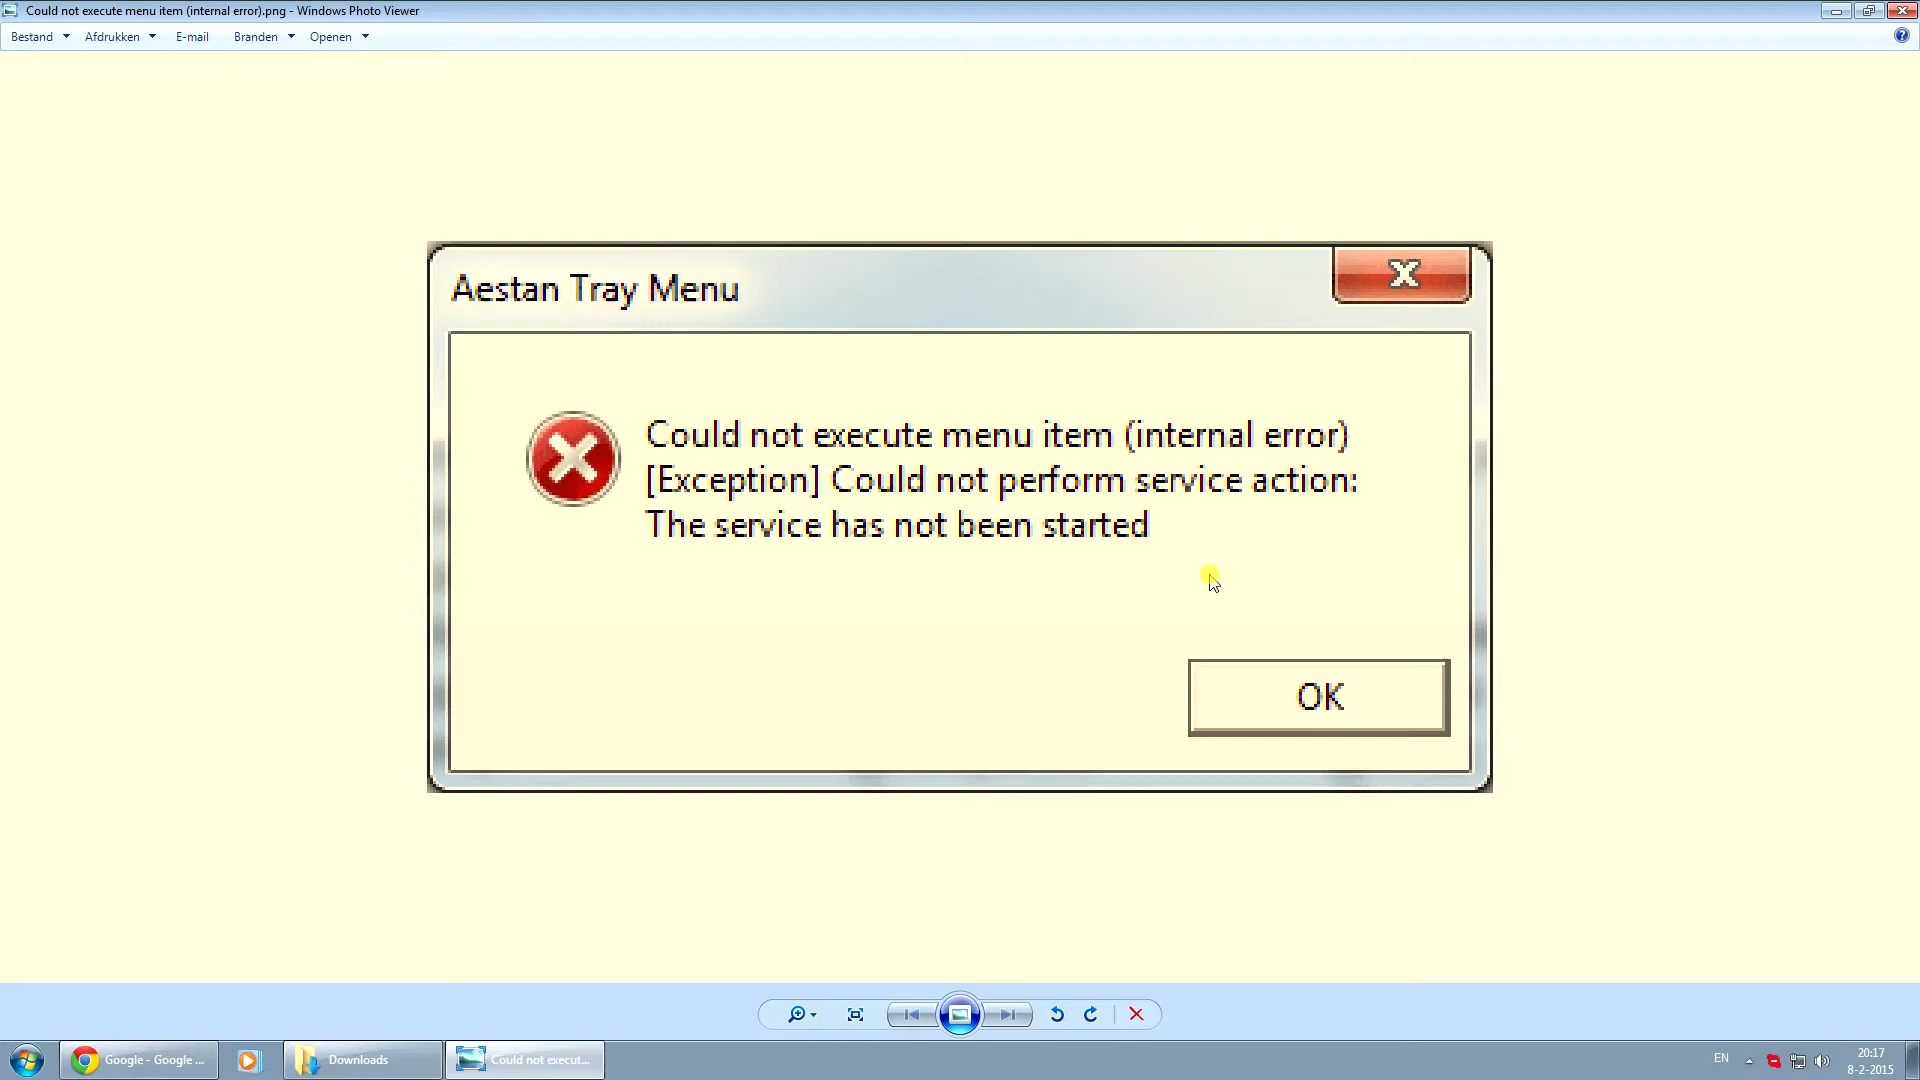 Could not execute menu item (internal error).png - Windows Photo Viewer
Bestand Afdrukken E-mail Branden Openen
Aestan Tray Menu
Could not execute menu item (internal error)
[Exception] Could not perform service action:
The service has not been started
OK
Google - Google ... Downloads Could not execut... EN 20:17
8-2-2015